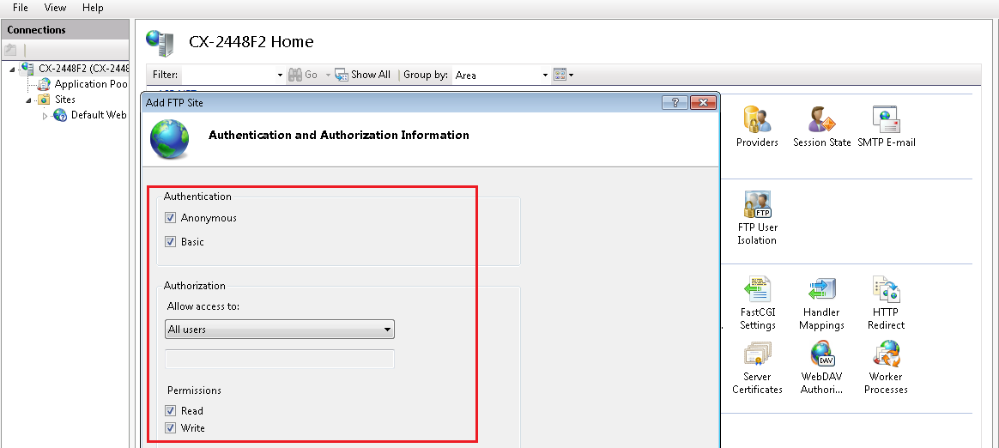 File View Help
Connections
CX-2448F2 (CX-2448
Application Poo
Sites
Default Web
CX-2448F2 Home
Filter: Go Show All Group by: Area
Add FTP Site
Authentication and Authorization Information
Authentication
Anonymous
Basic
Authorization
Allow access to:
All users
Permissions
Read
Write
Providers Session State SMTP E-mail
FTP
FTP User
Isolation
FastCGI Handler HTTP
Settings Mappings Redirect
DAV
Server WebDAV Worker
Certificates Authori... Processes